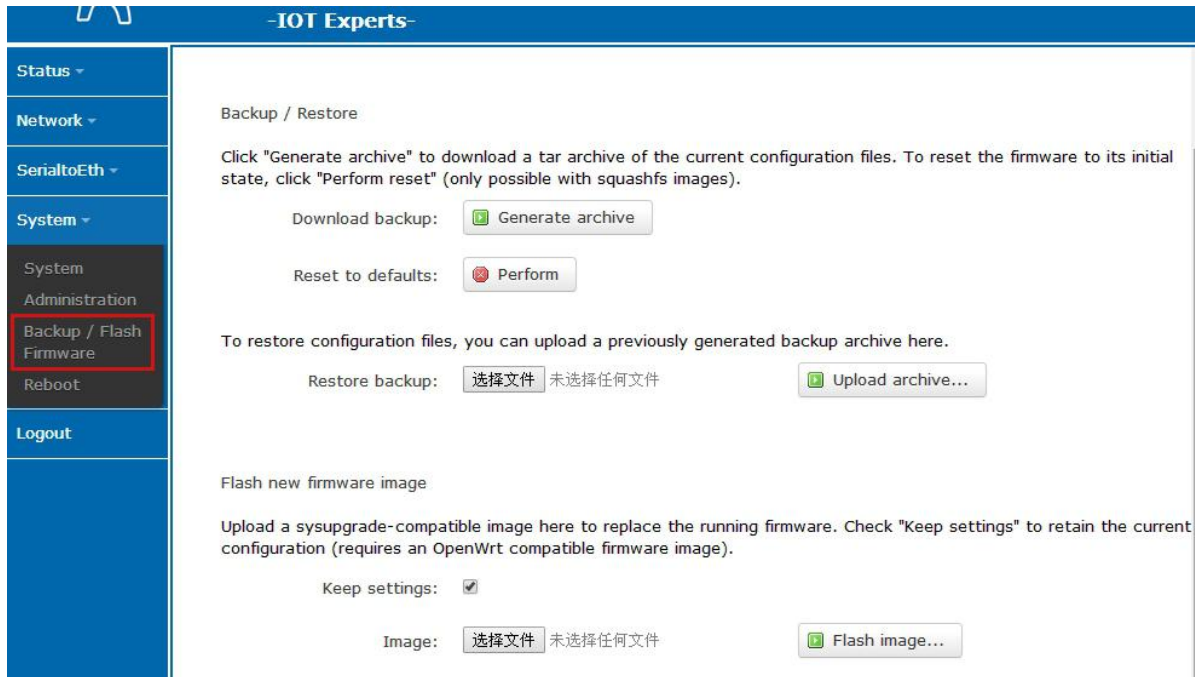 -IOT Experts-
Status
Network
SerialtoEth
System
System
Administration
Backup / Flash
Firmware
Reboot
Logout
Backup / Restore
Click "Generate archive" to download a tar archive of the current configuration files. To reset the firmware to its initial
state, click "Perform reset" (only possible with squashfs images).
Download backup: Generate archive
Reset to defaults: Perform
To restore configuration files, you can upload a previously generated backup archive here.
Restore backup: 选择文件 未选择任何文件 Upload archive...
Flash new firmware image
Upload a sysupgrade-compatible image here to replace the running firmware. Check "Keep settings" to retain the current
configuration (requires an OpenWrt compatible firmware image).
Keep settings:
Image: 选择文件 未选择任何文件 Flash image...